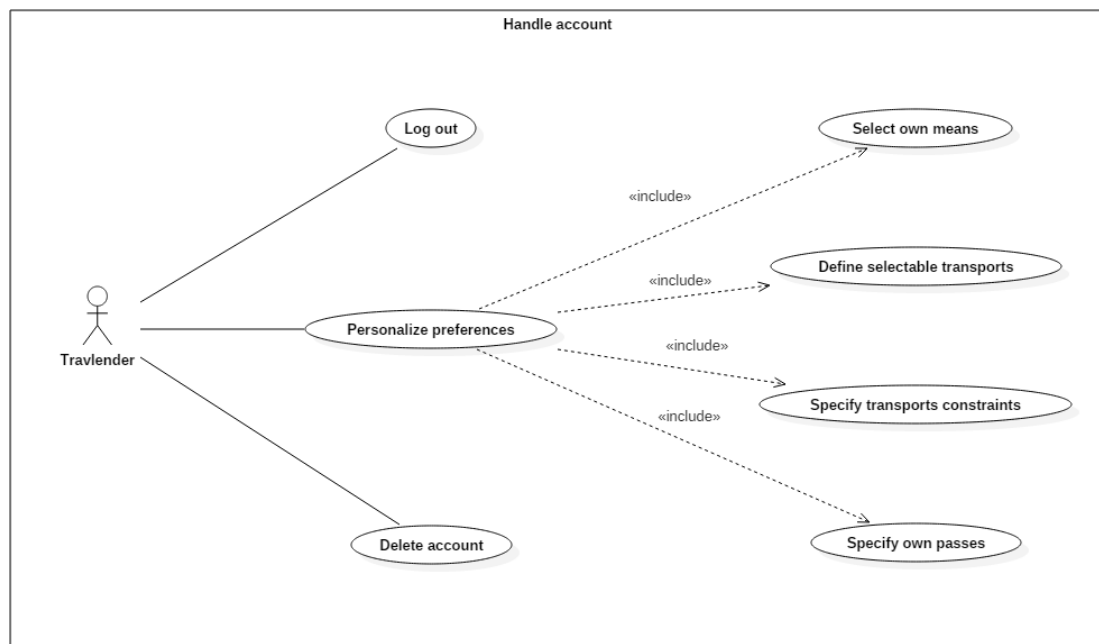 Handle account
Log out
Select own means
«include»
Define selectable transports
«include»
Personalize preferences
«include»
Travlender
Specify transports constraints
«include»
Delete account
Specify own passes